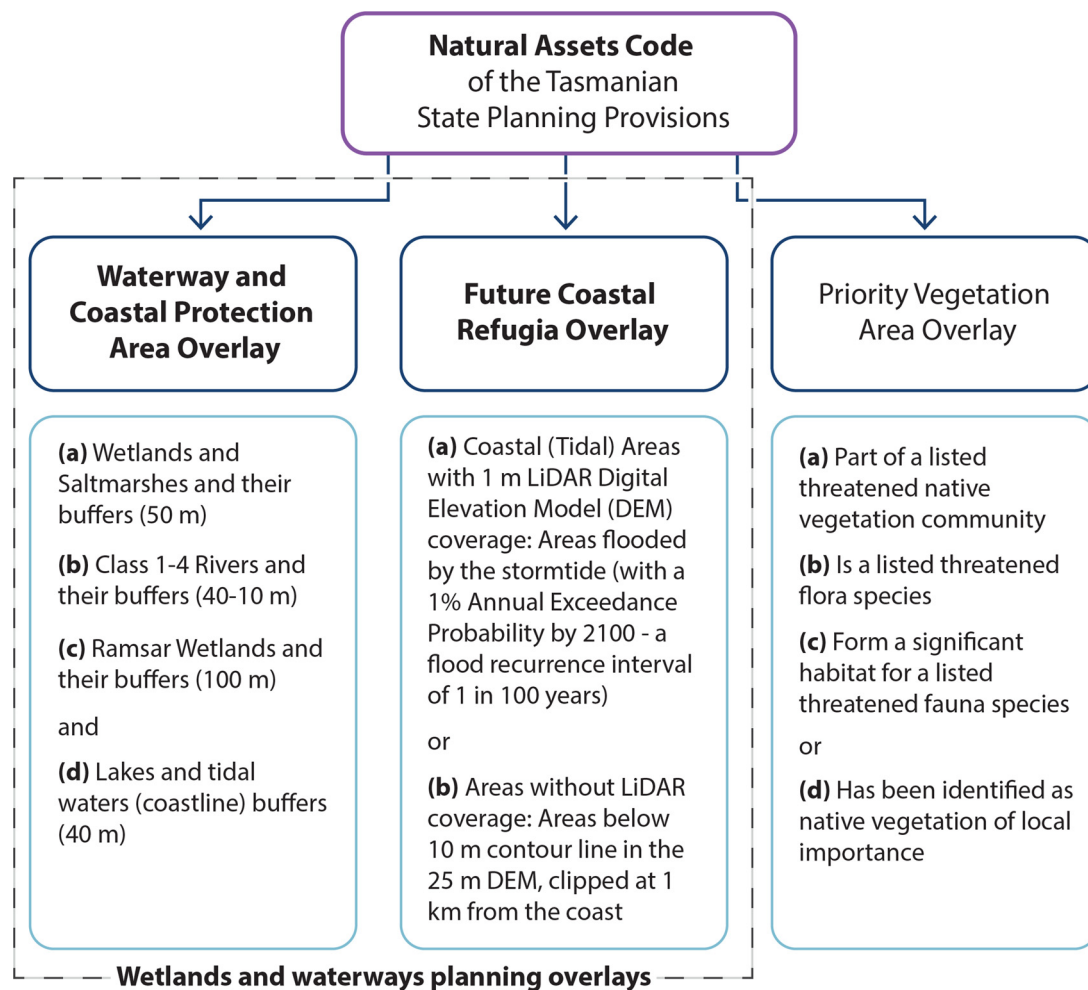 Natural Assets Code
of the Tasmanian
State Planning Provisions
Waterway and
Coastal Protection
Area Overlay
Future Coastal
Refugia Overlay
Priority Vegetation
Area Overlay
(a) Wetlands and
Saltmarshes and their
buffers (50 m)
(b) Class 1-4 Rivers and
their buffers (40-10 m)
(c) Ramsar Wetlands and
their buffers (100 m)
and
(d) Lakes and tidal
waters (coastline) buffers
(40 m)
(a) Coastal (Tidal) Areas
with 1 m LiDAR Digital
Elevation Model (DEM)
coverage: Areas flooded
by the stormtide (with a
1% Annual Exceedance
Probability by 2100 - a
flood recurrence interval
of 1 in 100 years)
or
(b) Areas without LiDAR
coverage: Areas below
10 m contour line in the
25 m DEM, clipped at 1
km from the coast
(a) Part of a listed
threatened native
vegetation community
(b) Is a listed threatened
flora species
(c) Form a significant
habitat for a listed
threatened fauna species
or
(d) Has been identified as
native vegetation of local
importance
Wetlands and waterways planning overlays